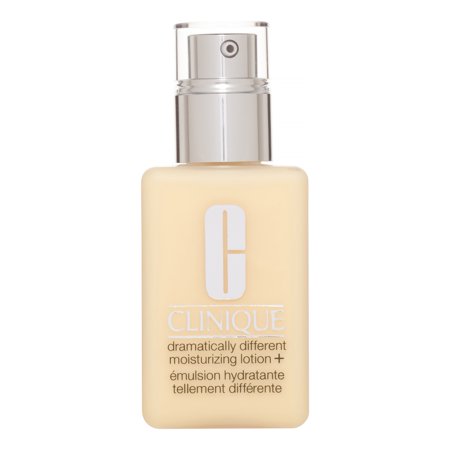 C
CLINIQUE
dramatically different
moisturizing lotion +
émulsion hydratante
tellement différente